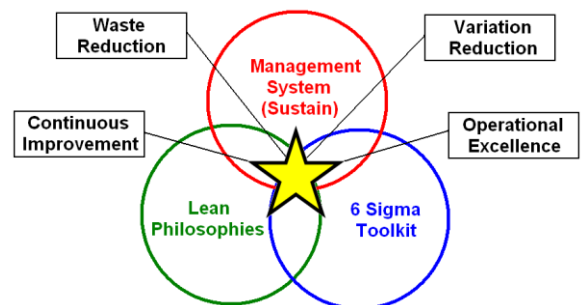 Waste
Reduction
Variation
Reduction
Management
System
(Sustain)
Continuous
Improvement
Operational
Excellence
Lean
Philosophies
6 Sigma
Toolkit